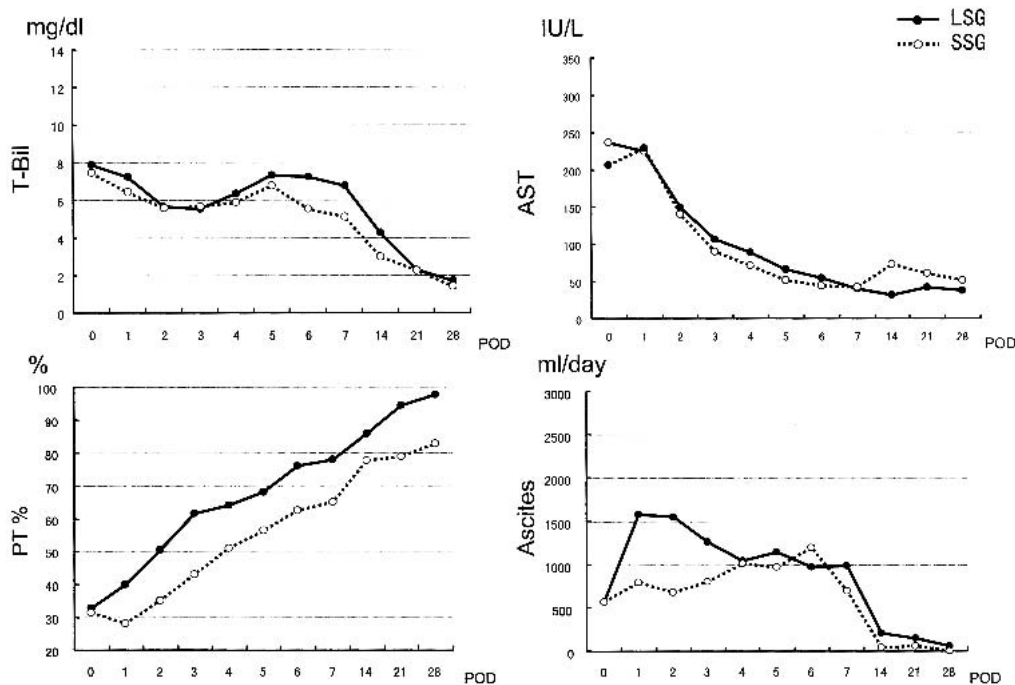 mg/dl
T-Bil
14
12
10
8
6
4
2
0
0 1 2 3 4 5 6 7 14 21 28 POD
IU/L
LSG
SSG
AST
350
300
250
200
150
100
50
0
0 1 2 3 4 5 6 7 14 21 28 POD
%
PT %
100
90
80
70
60
50
40
30
20
0 1 2 3 4 5 6 7 14 21 28 POD
ml/day
Ascites
3000
2500
2000
1500
1000
500
0
0 1 2 3 4 5 6 7 14 21 28 POD